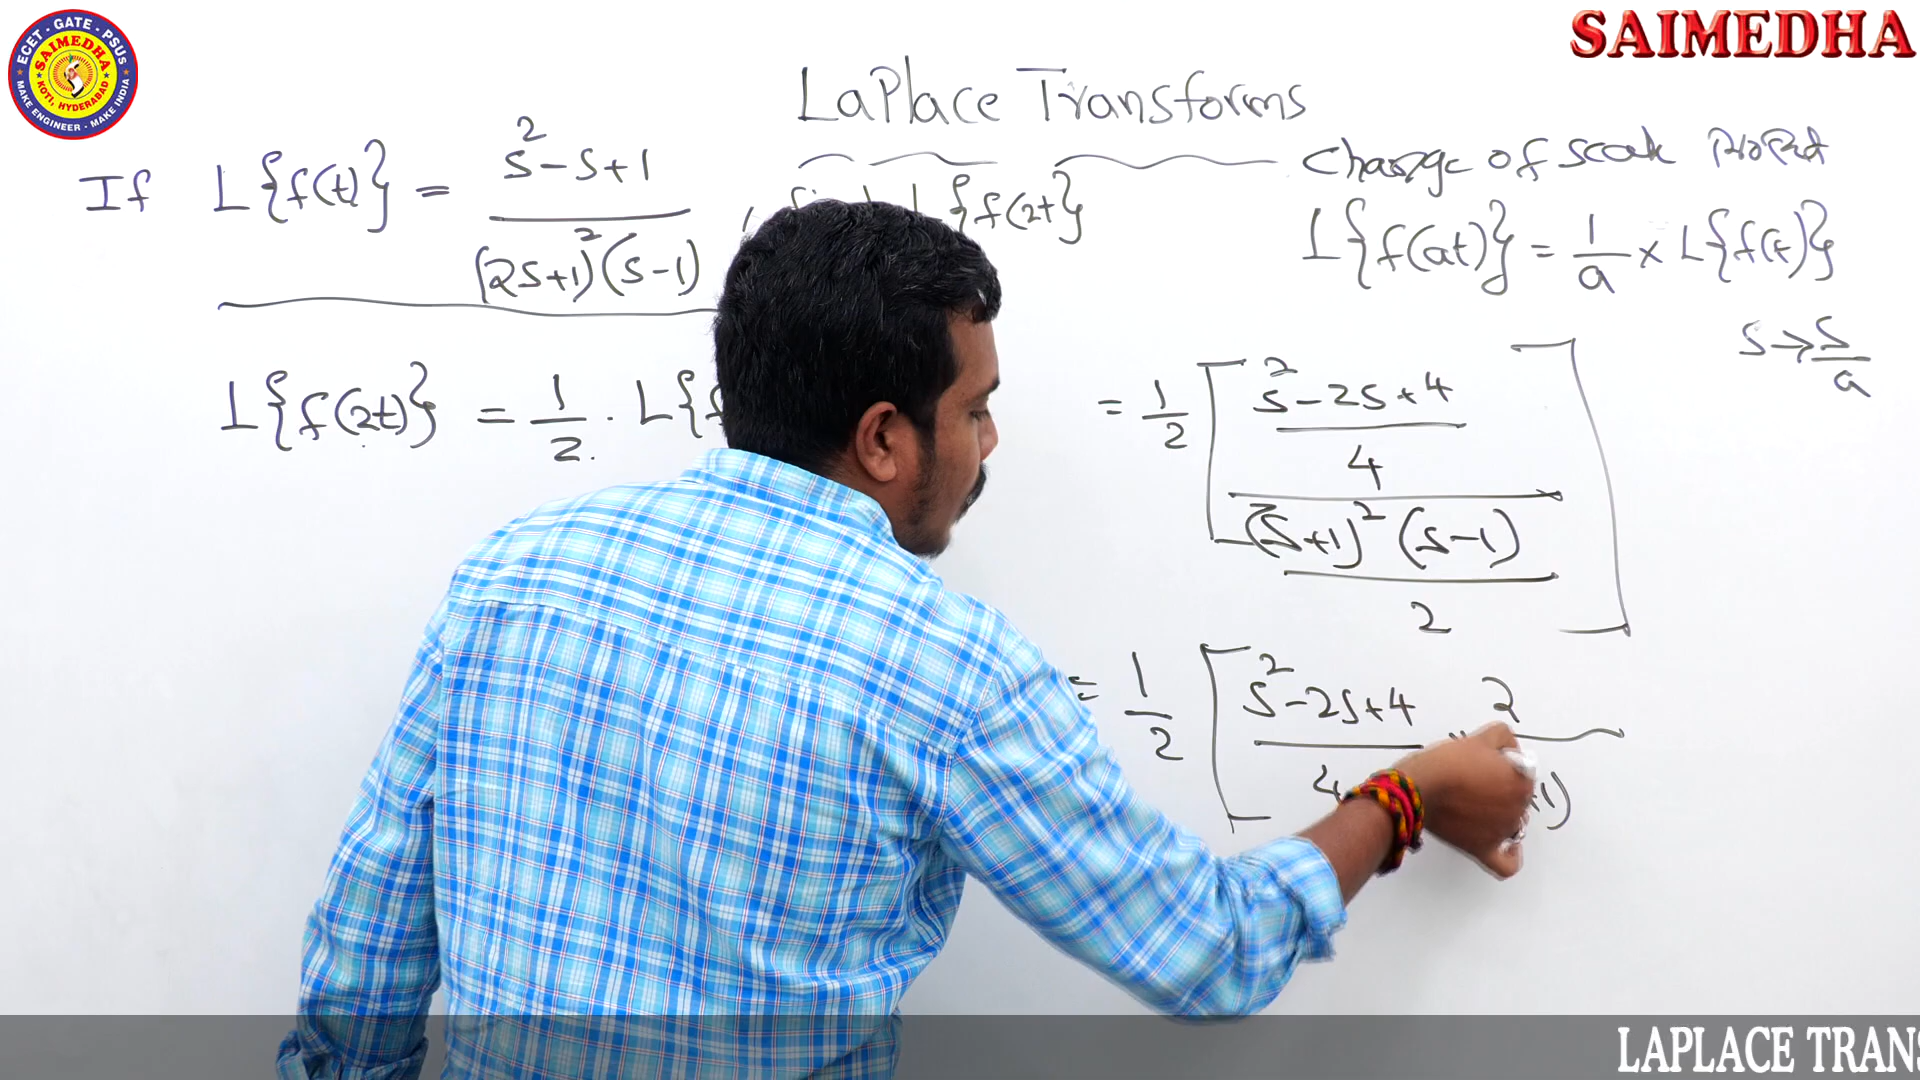 ECET - GATE - PSUS
SAIMEDHA
KOTI, HYDERABAD
MAKE ENGINEER - MAKE INDIA
SAIMEDHA
LaPlace Transforms
If L{f(t)} = s²-s+1 / (2s+1)²(s-1) , L{f(2t}
Change of scale
L{f(at)} = 1/a × L{f(t)}
s→s/a
L{f(2t)} = 1/2 . L{f
= 1/2 [ s²-2s+4 / 4 / (s+1)² (s-1) / 2 ]
= 1/2 [ s²-2s+4 / 4 2 / +1)
LAPLACE TRANS